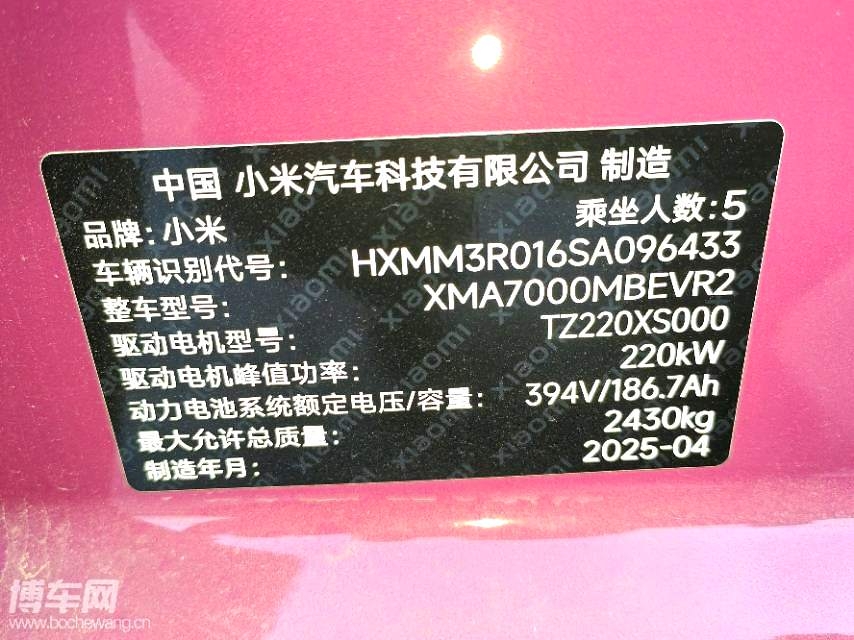 中国 小米汽车科技有限公司 制造
品牌:小米 乘坐人数:5
车辆识别代号: HXMM3R016SA096433
整车型号: XMA7000MBEVR2
驱动电机型号: TZ220XS000
驱动电机峰值功率: 220kW
动力电池系统额定电压/容量: 394V/186.7Ah
最大允许总质量: 2430kg
制造年月: 2025-04
博车网
www.bochewang.cn